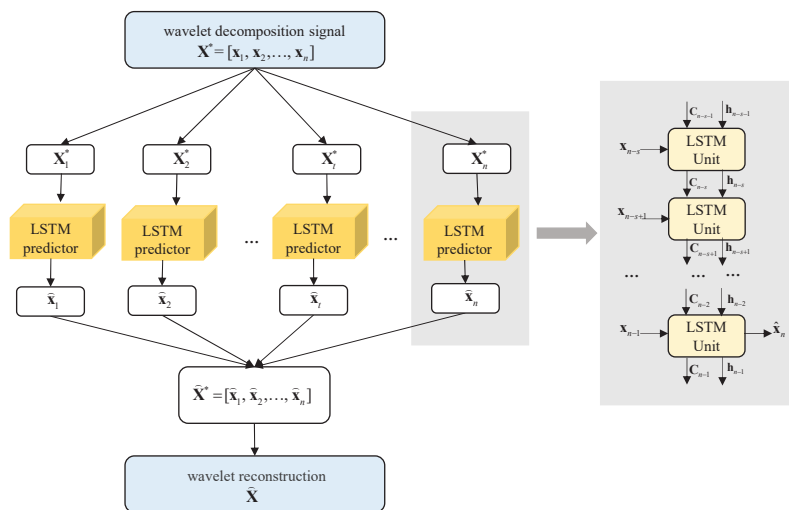 wavelet decomposition signal
X* = [x₁, x₂,..., xₙ]
X₁* X₂* Xₜ* Xₙ*
LSTM predictor
LSTM predictor
...
LSTM predictor
...
LSTM predictor
x̂₁ x̂₂ x̂ₜ x̂ₙ
X̂* = [x̂₁, x̂₂,..., x̂ₙ]
wavelet reconstruction
X̂
Cₙ₋ₛ₋₁ hₙ₋ₛ₋₁
xₙ₋ₛ
LSTM
Unit
Cₙ₋ₛ hₙ₋ₛ
xₙ₋ₛ₊₁
LSTM
Unit
Cₙ₋ₛ₊₁ hₙ₋ₛ₊₁
... ... ...
Cₙ₋₂ hₙ₋₂
xₙ₋₁
LSTM
Unit
x̂ₙ
Cₙ₋₁ hₙ₋₁